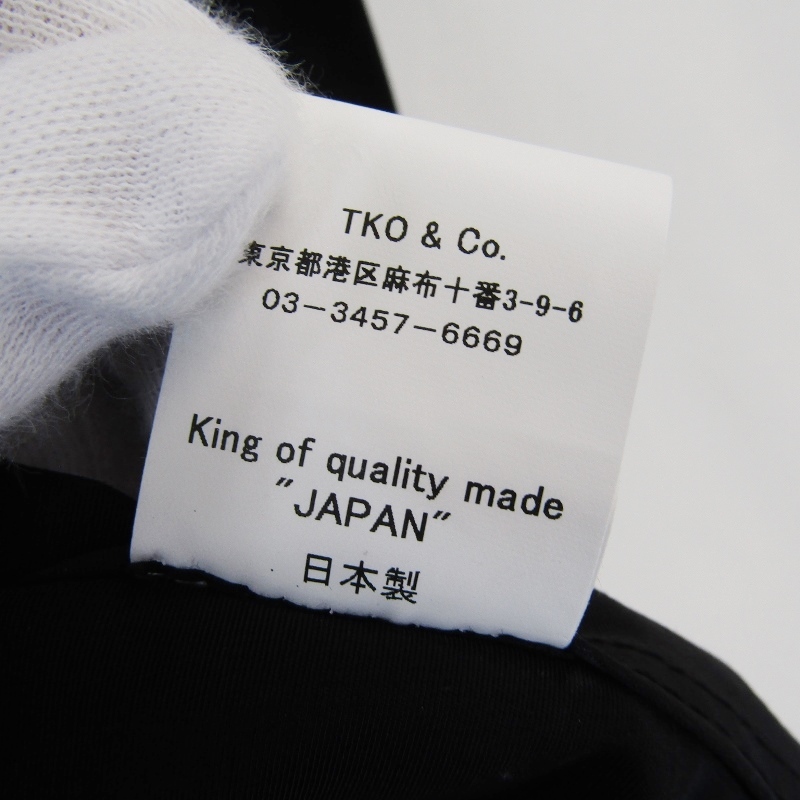 TKO & Co.
東京都港区麻布十番3-9-6
03-3457-6669
King of quality made
"JAPAN"
日本製